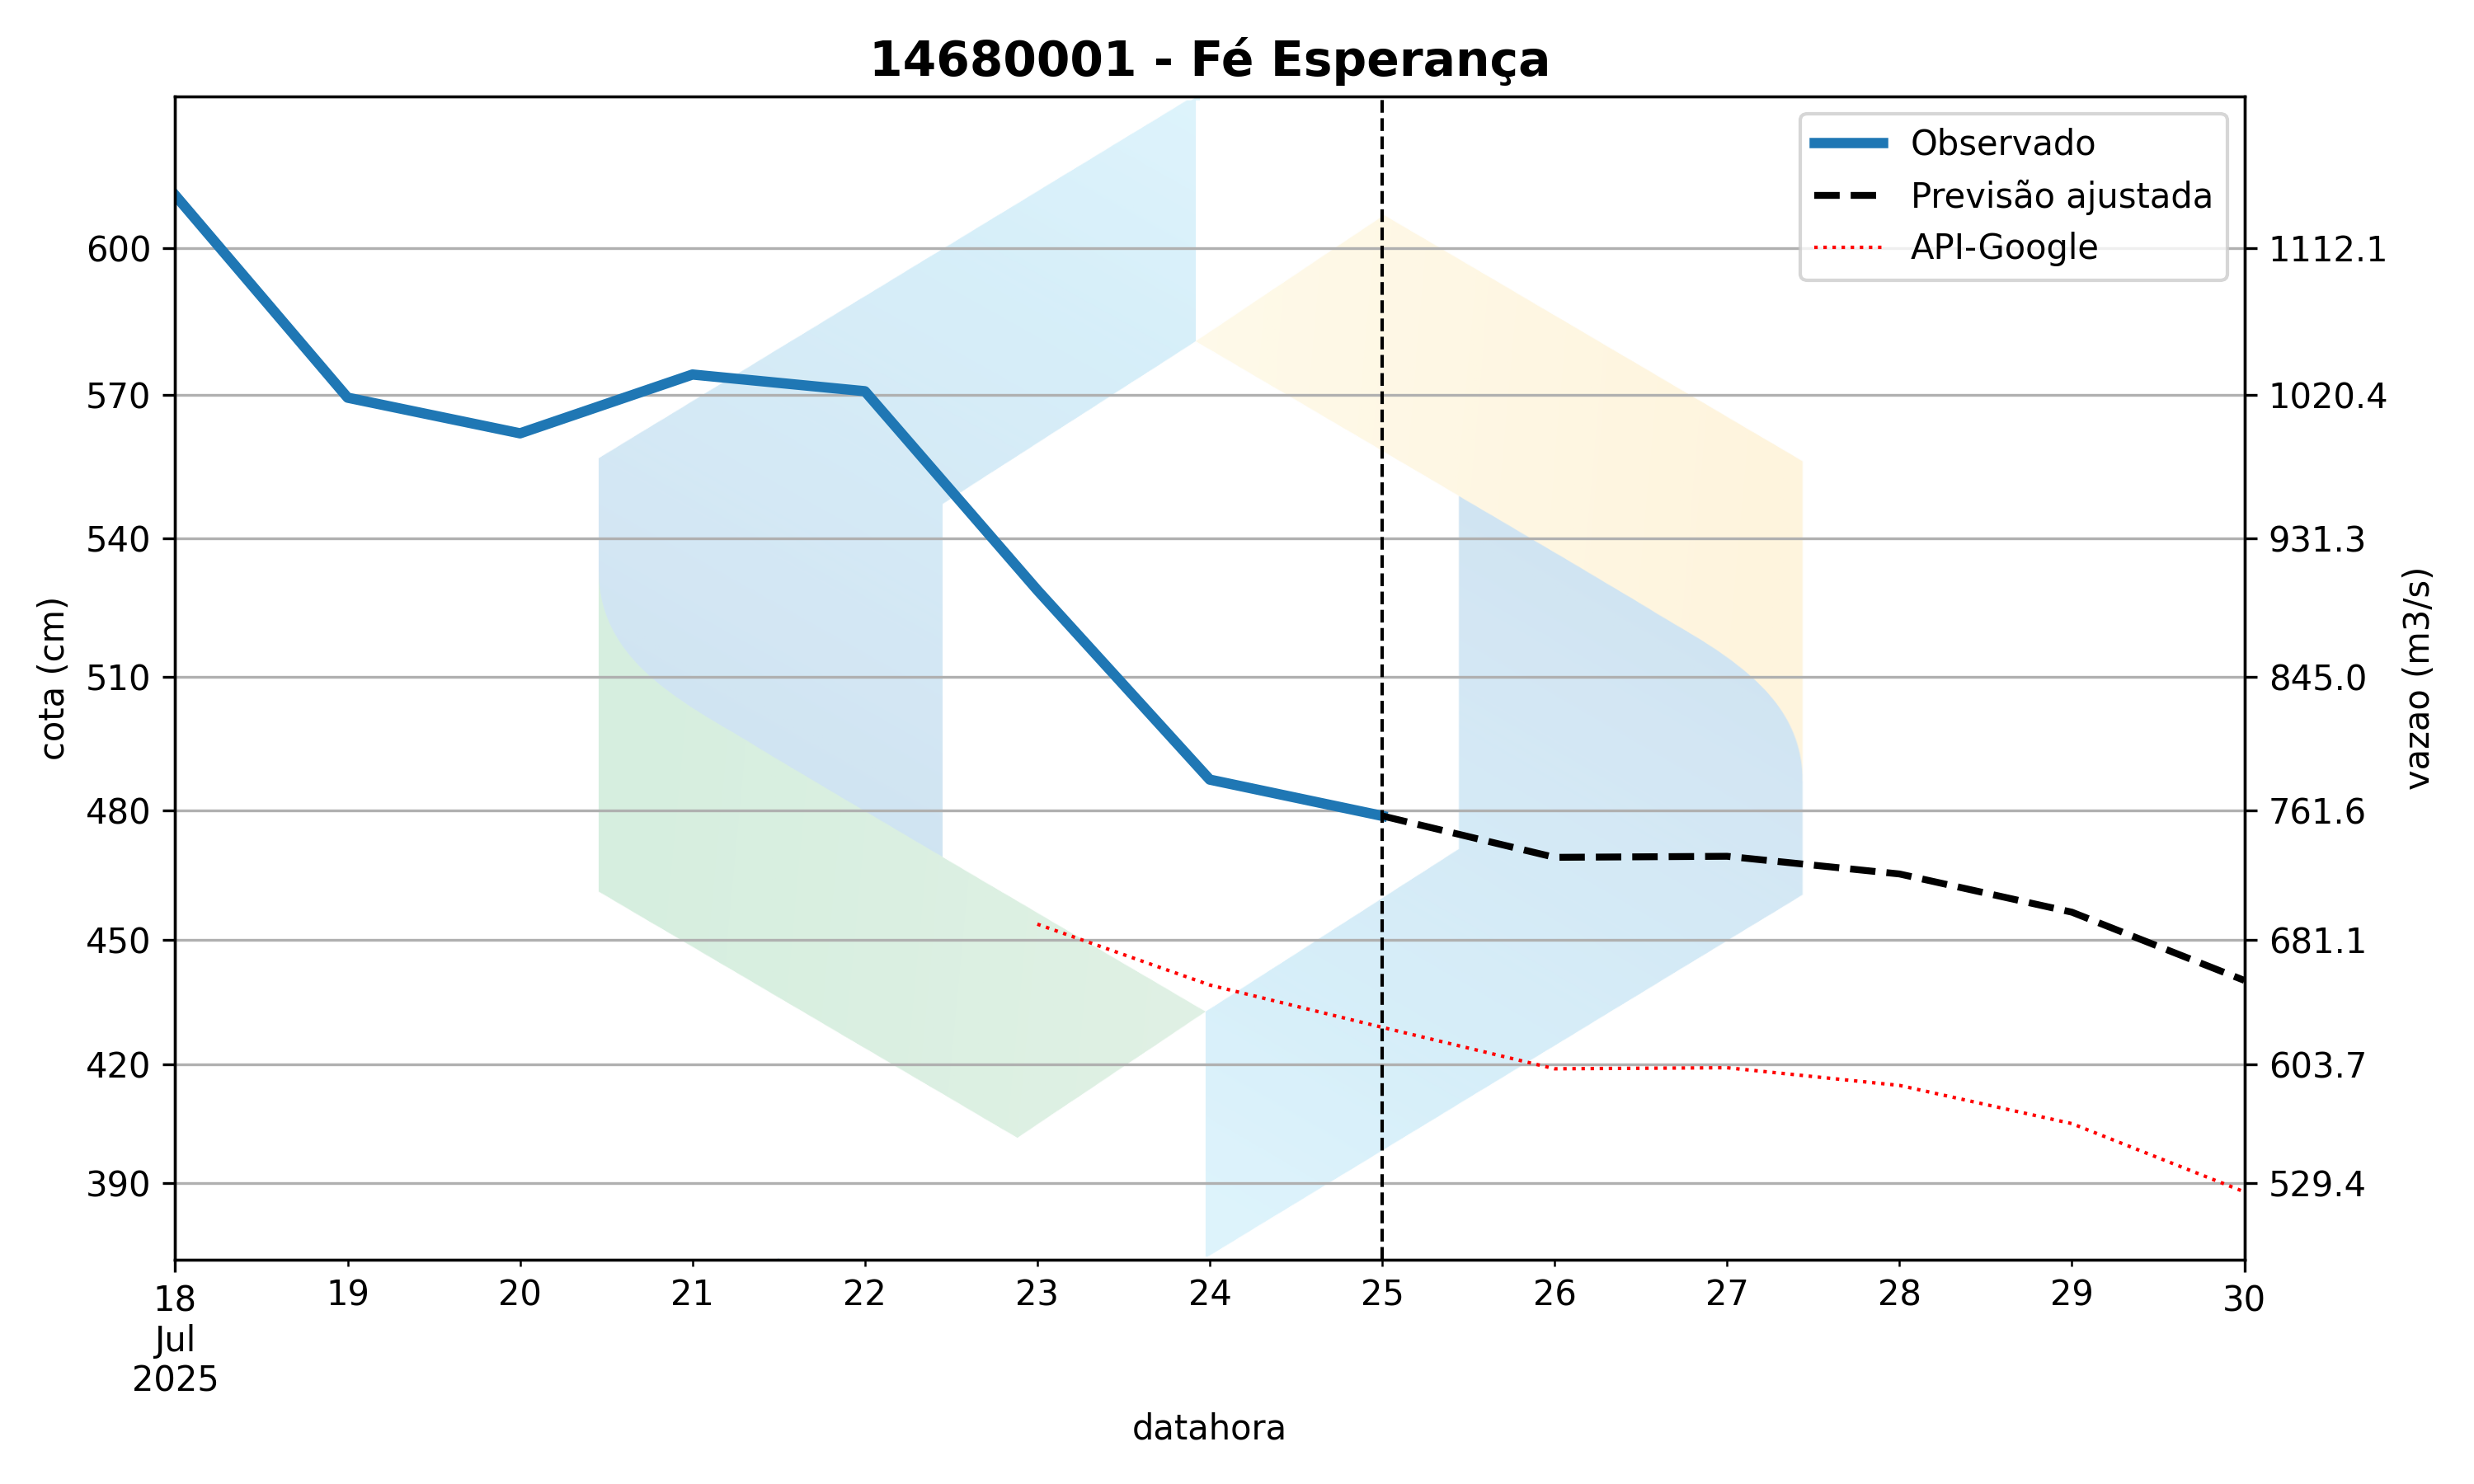 14680001 - Fé Esperança
Observado
Previsão ajustada
API-Google
600
570
540
510
480
450
420
390
cota (cm)
1112.1
1020.4
931.3
845.0
761.6
681.1
603.7
529.4
vazao (m3/s)
18 19 20 21 22 23 24 25 26 27 28 29 30
Jul
2025
datahora